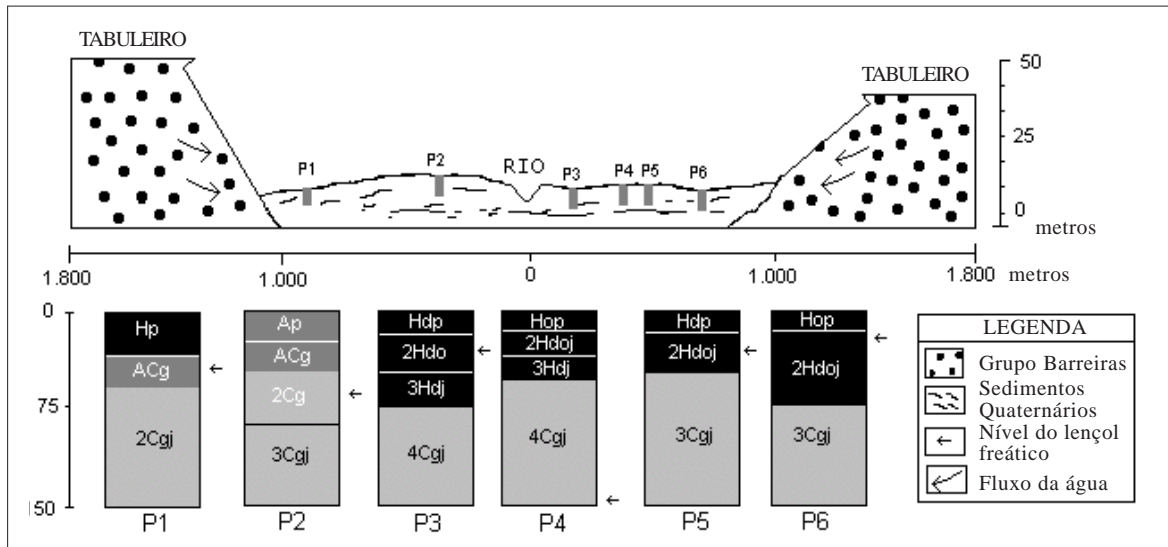 TABULEIRO
TABULEIRO
50
25
0
metros
P1
P2
RIO
P3
P4
P5
P6
1.800
1.000
0
1.000
1.800
metros
0
75
150
Hp
ACg
2Cgj
P1
Ap
ACg
2Cg
3Cgj
P2
Hdp
2Hdo
3Hdj
4Cgj
P3
Hop
2Hdoj
3Hdj
4Cgj
P4
Hdp
2Hdoj
3Cgj
P5
Hop
2Hdoj
3Cgj
P6
LEGENDA
Grupo Barreiras
Sedimentos
Quaternários
Nível do lençol
freático
Fluxo da água